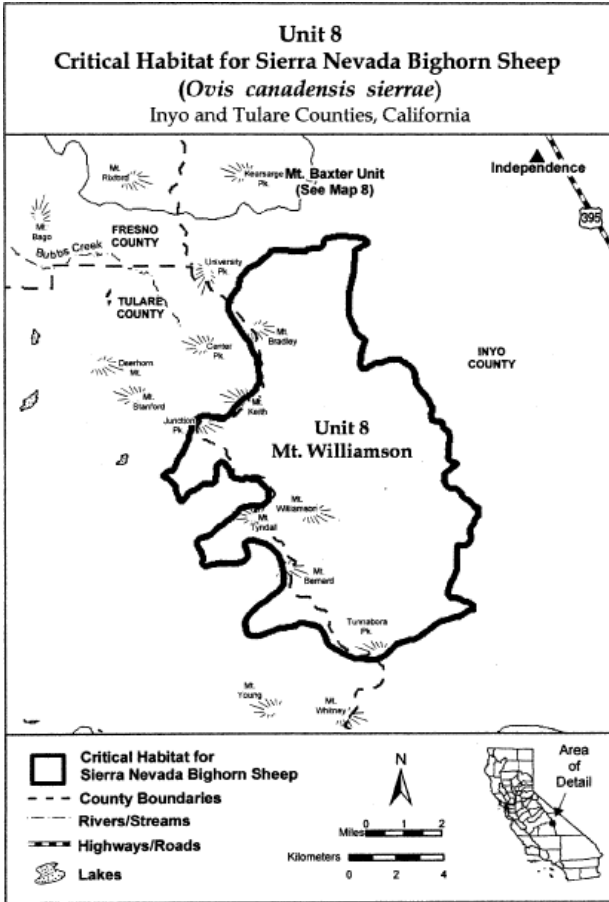 Unit 8
Critical Habitat for Sierra Nevada Bighorn Sheep
(Ovis canadensis sierrae)
Inyo and Tulare Counties, California
Mt.
Rixford
Kearsarge
Pk.
Mt. Baxter Unit
(See Map 8)
Independence
395
Mt.
Bago
FRESNO
COUNTY
Bubbs Creek
University
Pk.
TULARE
COUNTY
Center
Pk.
Mt.
Bradley
INYO
COUNTY
Deerhorn
Mt.
Mt.
Stanford
Mt.
Keith
Junction
Pk.
Unit 8
Mt. Williamson
Mt.
Williamson
Mt.
Tyndall
Mt.
Bernard
Tunnabora
Pk.
Mt.
Young
Mt.
Whitney
Critical Habitat for
Sierra Nevada Bighorn Sheep
County Boundaries
Rivers/Streams
Highways/Roads
Lakes
N
0 1 2
Miles
Kilometers
0 2 4
Area
of
Detail